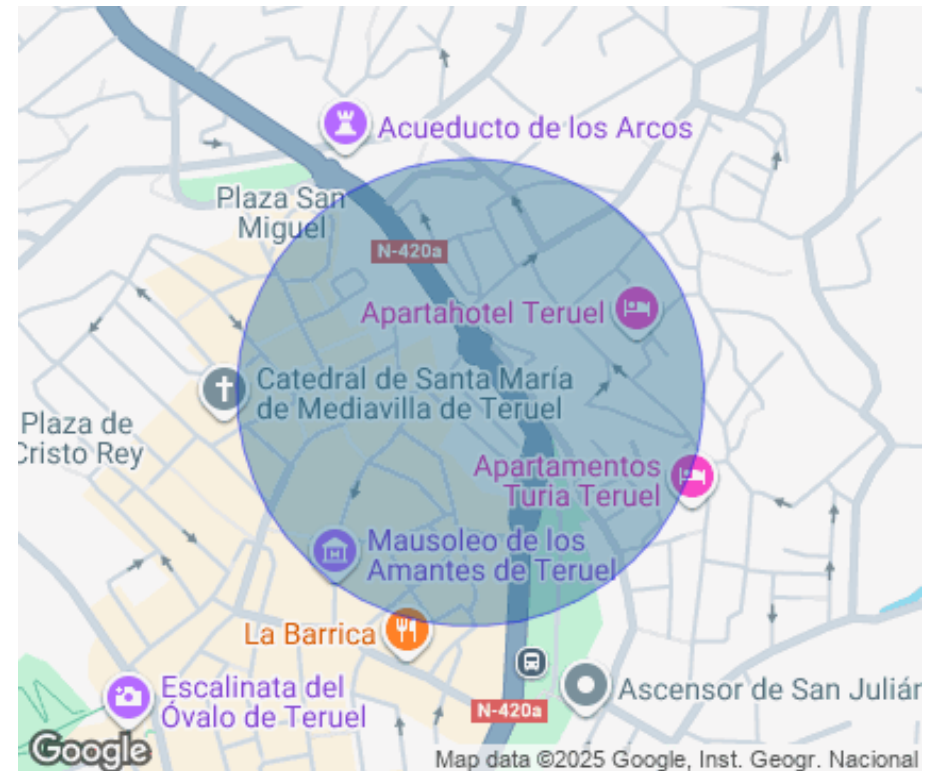 Acueducto de los Arcos
Plaza San
Miguel
N-420a
Apartahotel Teruel
Catedral de Santa María
de Mediavilla de Teruel
Plaza de
Cristo Rey
Apartamentos
Turia Teruel
Mausoleo de los
Amantes de Teruel
La Barrica
Escalinata del
Óvalo de Teruel
N-420a
Ascensor de San Julián
Google
Map data ©2025 Google, Inst. Geogr. Nacional